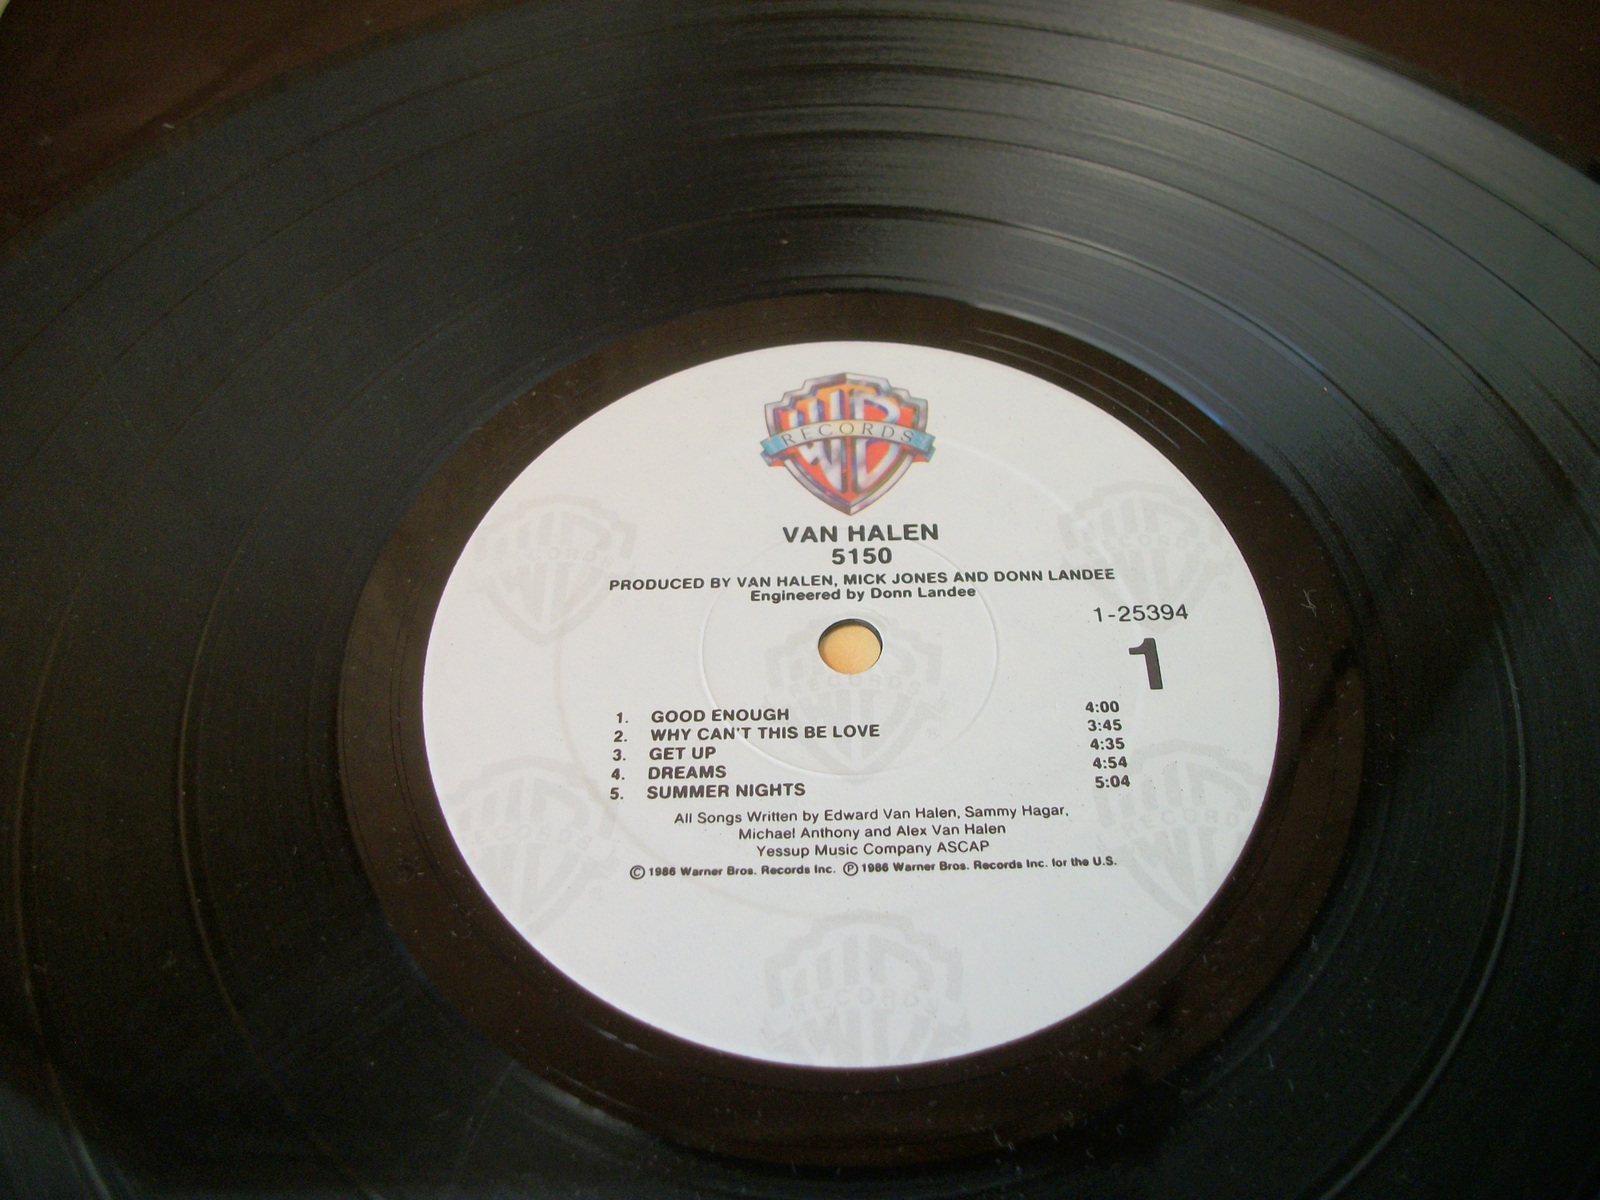 WB
RECORDS
VAN HALEN
5150
PRODUCED BY VAN HALEN, MICK JONES AND DONN LANDEE
Engineered by Donn Landee
1-25394
1
1. GOOD ENOUGH 4:00
2. WHY CAN'T THIS BE LOVE 3:45
3. GET UP 4:35
4. DREAMS 4:54
5. SUMMER NIGHTS 5:04
All Songs Written by Edward Van Halen, Sammy Hagar,
Michael Anthony and Alex Van Halen
Yessup Music Company ASCAP
©1986 Warner Bros. Records Inc. ℗1986 Warner Bros. Records Inc. for the U.S.